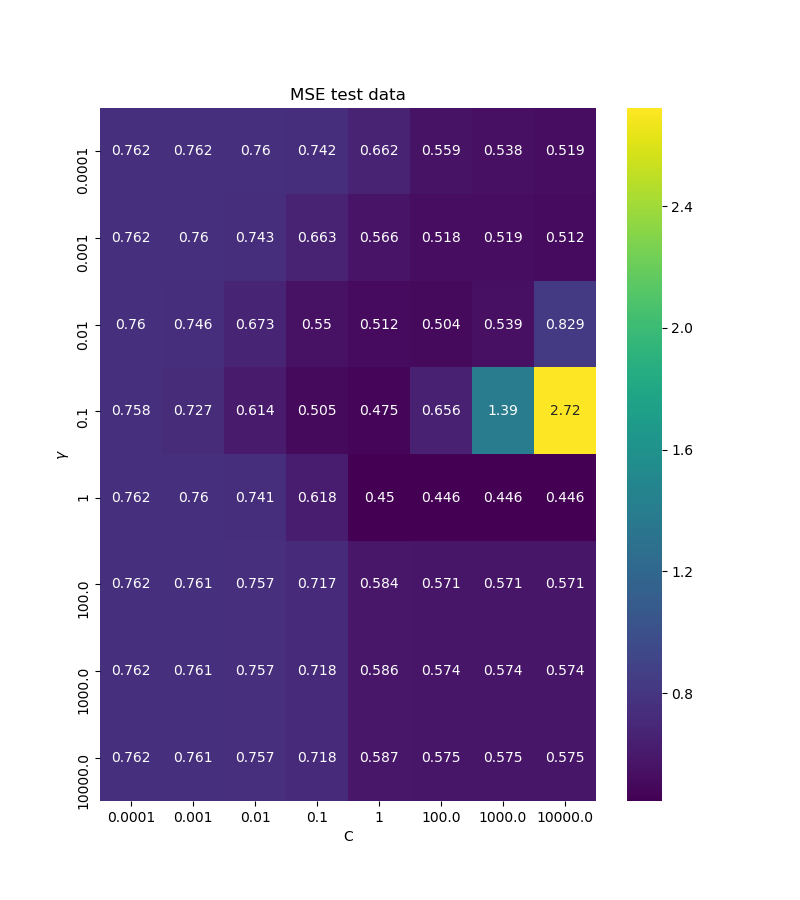 MSE test data
0.0001 0.762 0.762 0.76 0.742 0.662 0.559 0.538 0.519
0.001 0.762 0.76 0.743 0.663 0.566 0.518 0.519 0.512
0.01 0.76 0.746 0.673 0.55 0.512 0.504 0.539 0.829
0.1 0.758 0.727 0.614 0.505 0.475 0.656 1.39 2.72
1 0.762 0.76 0.741 0.618 0.45 0.446 0.446 0.446
100.0 0.762 0.761 0.757 0.717 0.584 0.571 0.571 0.571
1000.0 0.762 0.761 0.757 0.718 0.586 0.574 0.574 0.574
10000.0 0.762 0.761 0.757 0.718 0.587 0.575 0.575 0.575
γ
0.0001 0.001 0.01 0.1 1 100.0 1000.0 10000.0
C
2.4
2.0
1.6
1.2
0.8